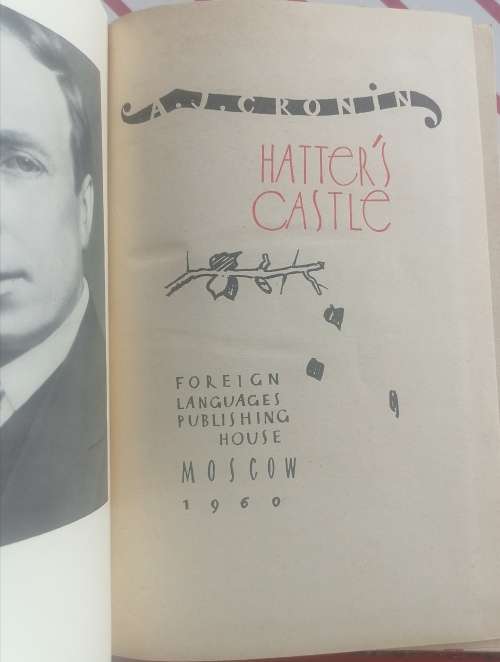 A. J. CRONIN
HATTER'S
CASTLE
FOREIGN
LANGUAGES
PUBLISHING
HOUSE
MOSCOW
1960